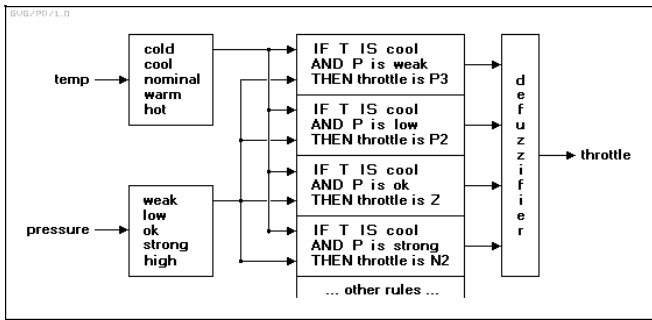 GVG/PD/1.0
temp
cold
cool
nominal
warm
hot
pressure
weak
low
ok
strong
high
IF T IS cool
AND P is weak
THEN throttle is P3
IF T IS cool
AND P is low
THEN throttle is P2
IF T IS cool
AND P is ok
THEN throttle is Z
IF T IS cool
AND P is strong
THEN throttle is N2
... other rules ...
defuzzifier
throttle